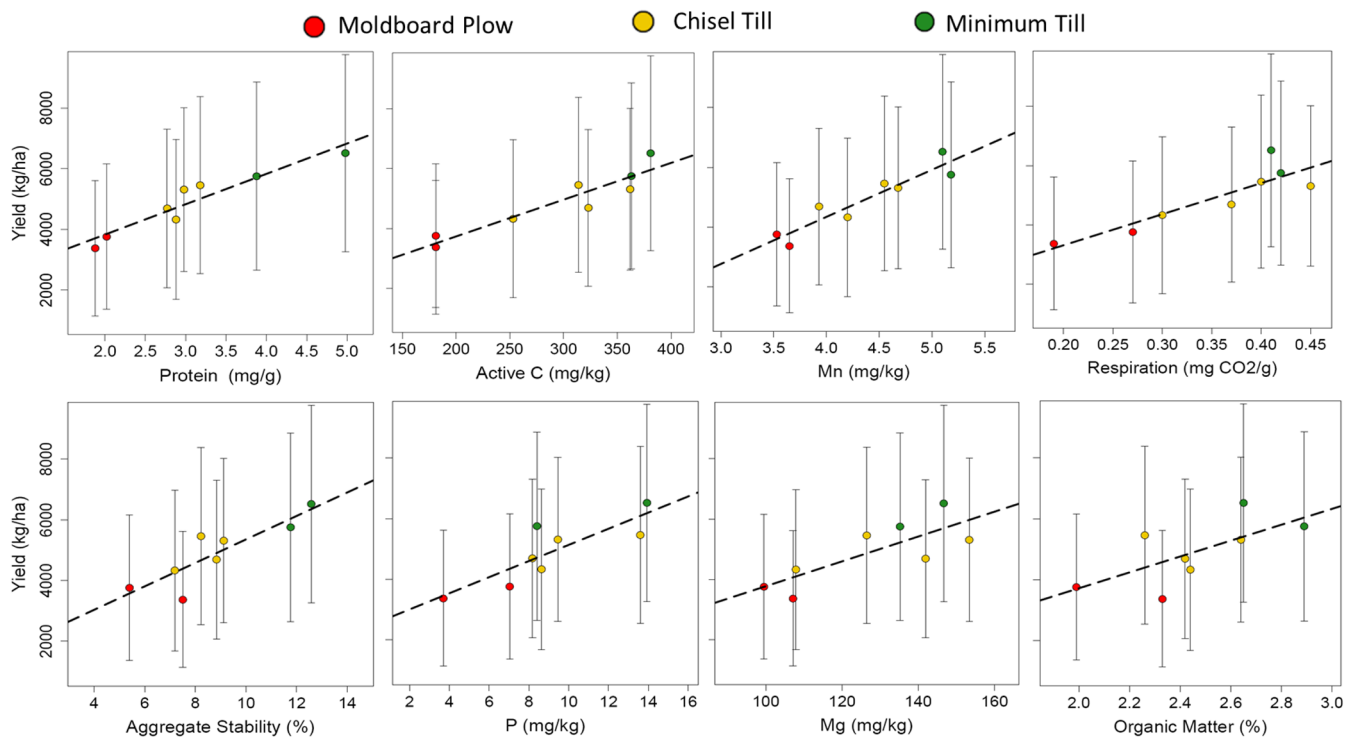 Moldboard Plow Chisel Till Minimum Till
Yield (kg/ha)
8000
6000
4000
2000
2.0 2.5 3.0 3.5 4.0 4.5 5.0
Protein (mg/g)
150 200 250 300 350 400
Active C (mg/kg)
3.0 3.5 4.0 4.5 5.0 5.5
Mn (mg/kg)
0.20 0.25 0.30 0.35 0.40 0.45
Respiration (mg CO2/g)
Yield (kg/ha)
8000
6000
4000
2000
4 6 8 10 12 14
Aggregate Stability (%)
2 4 6 8 10 12 14 16
P (mg/kg)
100 120 140 160
Mg (mg/kg)
2.0 2.2 2.4 2.6 2.8 3.0
Organic Matter (%)